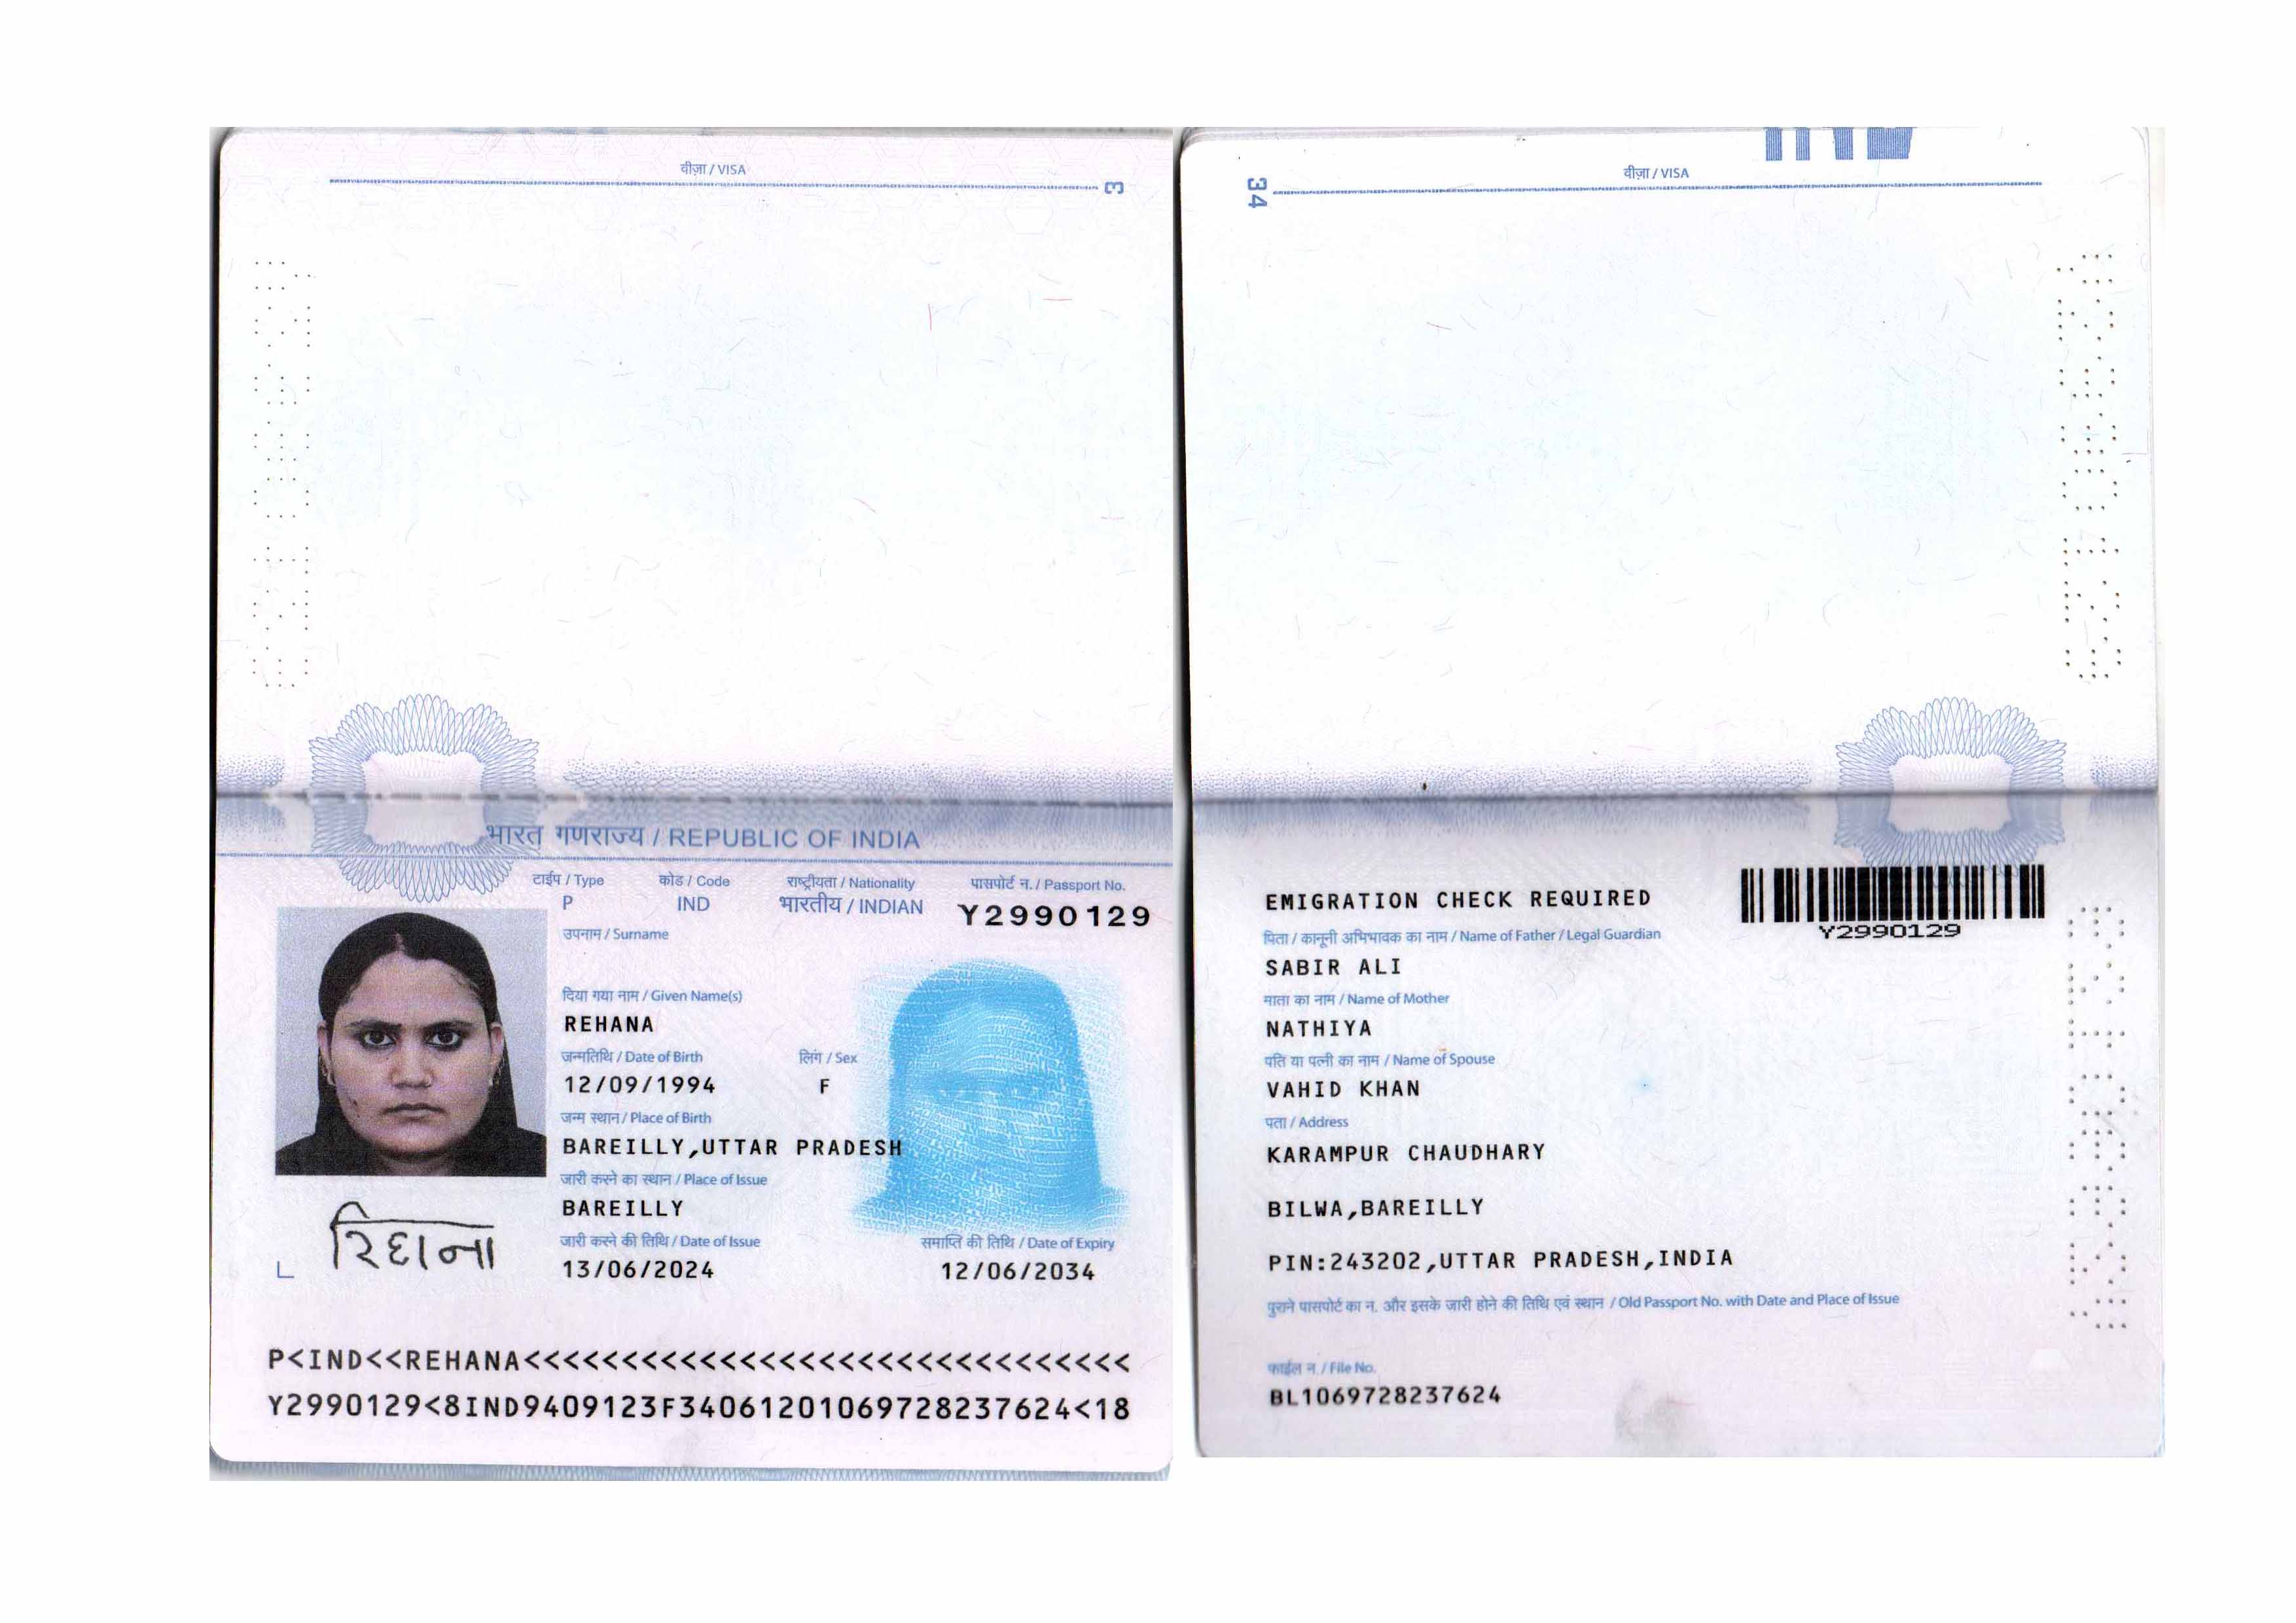 वीज़ा / VISA
3
भारत गणराज्य / REPUBLIC OF INDIA
टाईप / Type
कोड / Code
राष्ट्रीयता / Nationality
पासपोर्ट न. / Passport No.
P
IND
भारतीय / INDIAN
Y2990129
उपनाम / Surname
दिया गया नाम / Given Name(s)
REHANA
जन्मतिथि / Date of Birth
लिंग / Sex
12/09/1994
F
जन्म स्थान / Place of Birth
BAREILLY,UTTAR PRADESH
जारी करने का स्थान / Place of Issue
BAREILLY
जारी करने की तिथि / Date of Issue
समाप्ति की तिथि / Date of Expiry
13/06/2024
12/06/2034
रिहाना
P<IND<<REHANA<<<<<<<<<<<<<<<<<<<<<<<<<<<<<<<
Y2990129<8IND9409123F34061201069728237624<18
वीज़ा / VISA
34
EMIGRATION CHECK REQUIRED
Y2990129
पिता / कानूनी अभिभावक का नाम / Name of Father / Legal Guardian
SABIR ALI
माता का नाम / Name of Mother
NATHIYA
पति या पत्नी का नाम / Name of Spouse
VAHID KHAN
पता / Address
KARAMPUR CHAUDHARY
BILWA,BAREILLY
PIN:243202,UTTAR PRADESH,INDIA
पुराने पासपोर्ट का न. और इसके जारी होने की तिथि एवं स्थान / Old Passport No. with Date and Place of Issue
फाईल न. / File No.
BL1069728237624